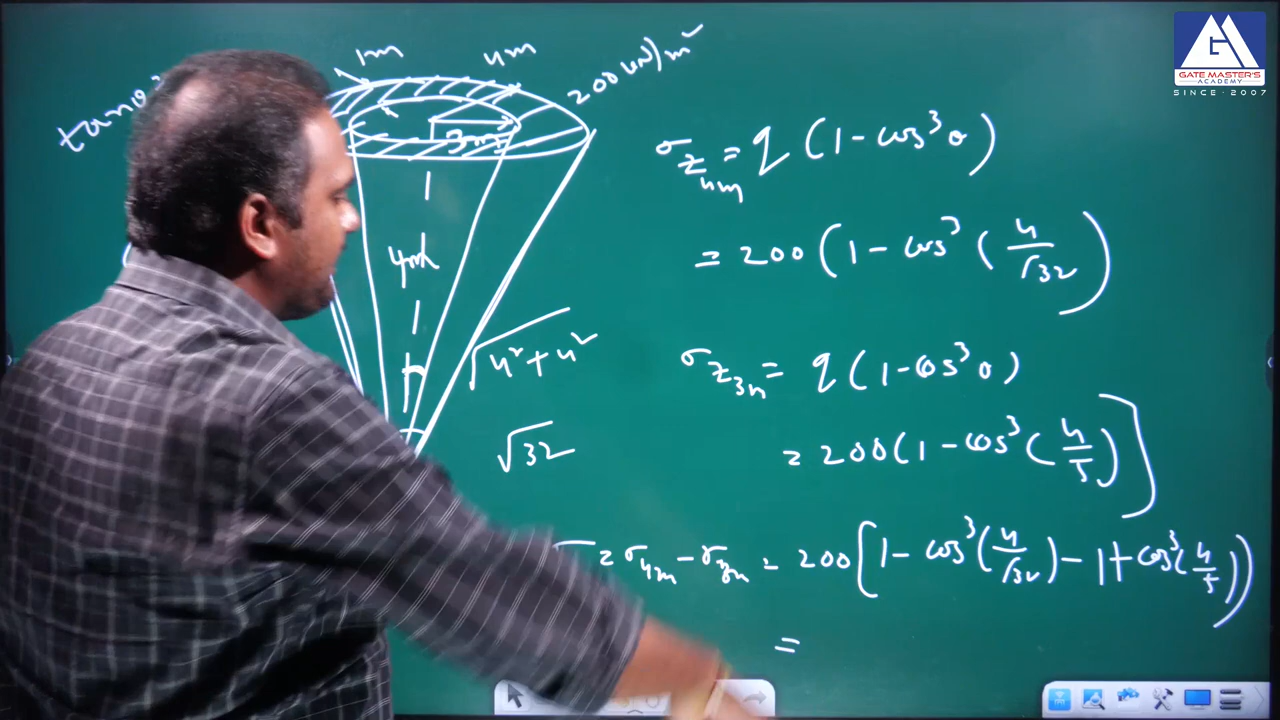 1m
4m
200 kN/m²
tanθ
3m
4m
√4²+4²
√32
σz4m = q (1-cos³θ)
= 200 (1-cos³ (4/√32))
σz3m = q (1-cos³θ)
= 200(1-cos³(4/5))]
= σ4m - σ3m = 200[1-cos³(4/√32)-1+cos³(4/5))
=
G
GATE MASTER'S
ACADEMY
SINCE-2007